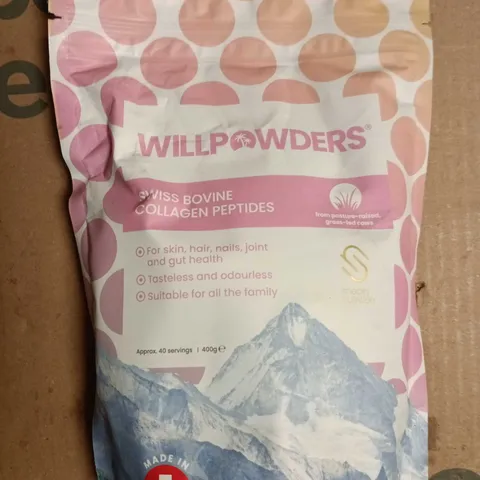 WILLPOWDERS®
SWISS BOVINE
COLLAGEN PEPTIDES
from pasture-raised,
grass-fed cows
For skin, hair, nails, joint
and gut health
Tasteless and odourless
Suitable for all the family
Approx. 40 servings | 400g ℮
MADE IN